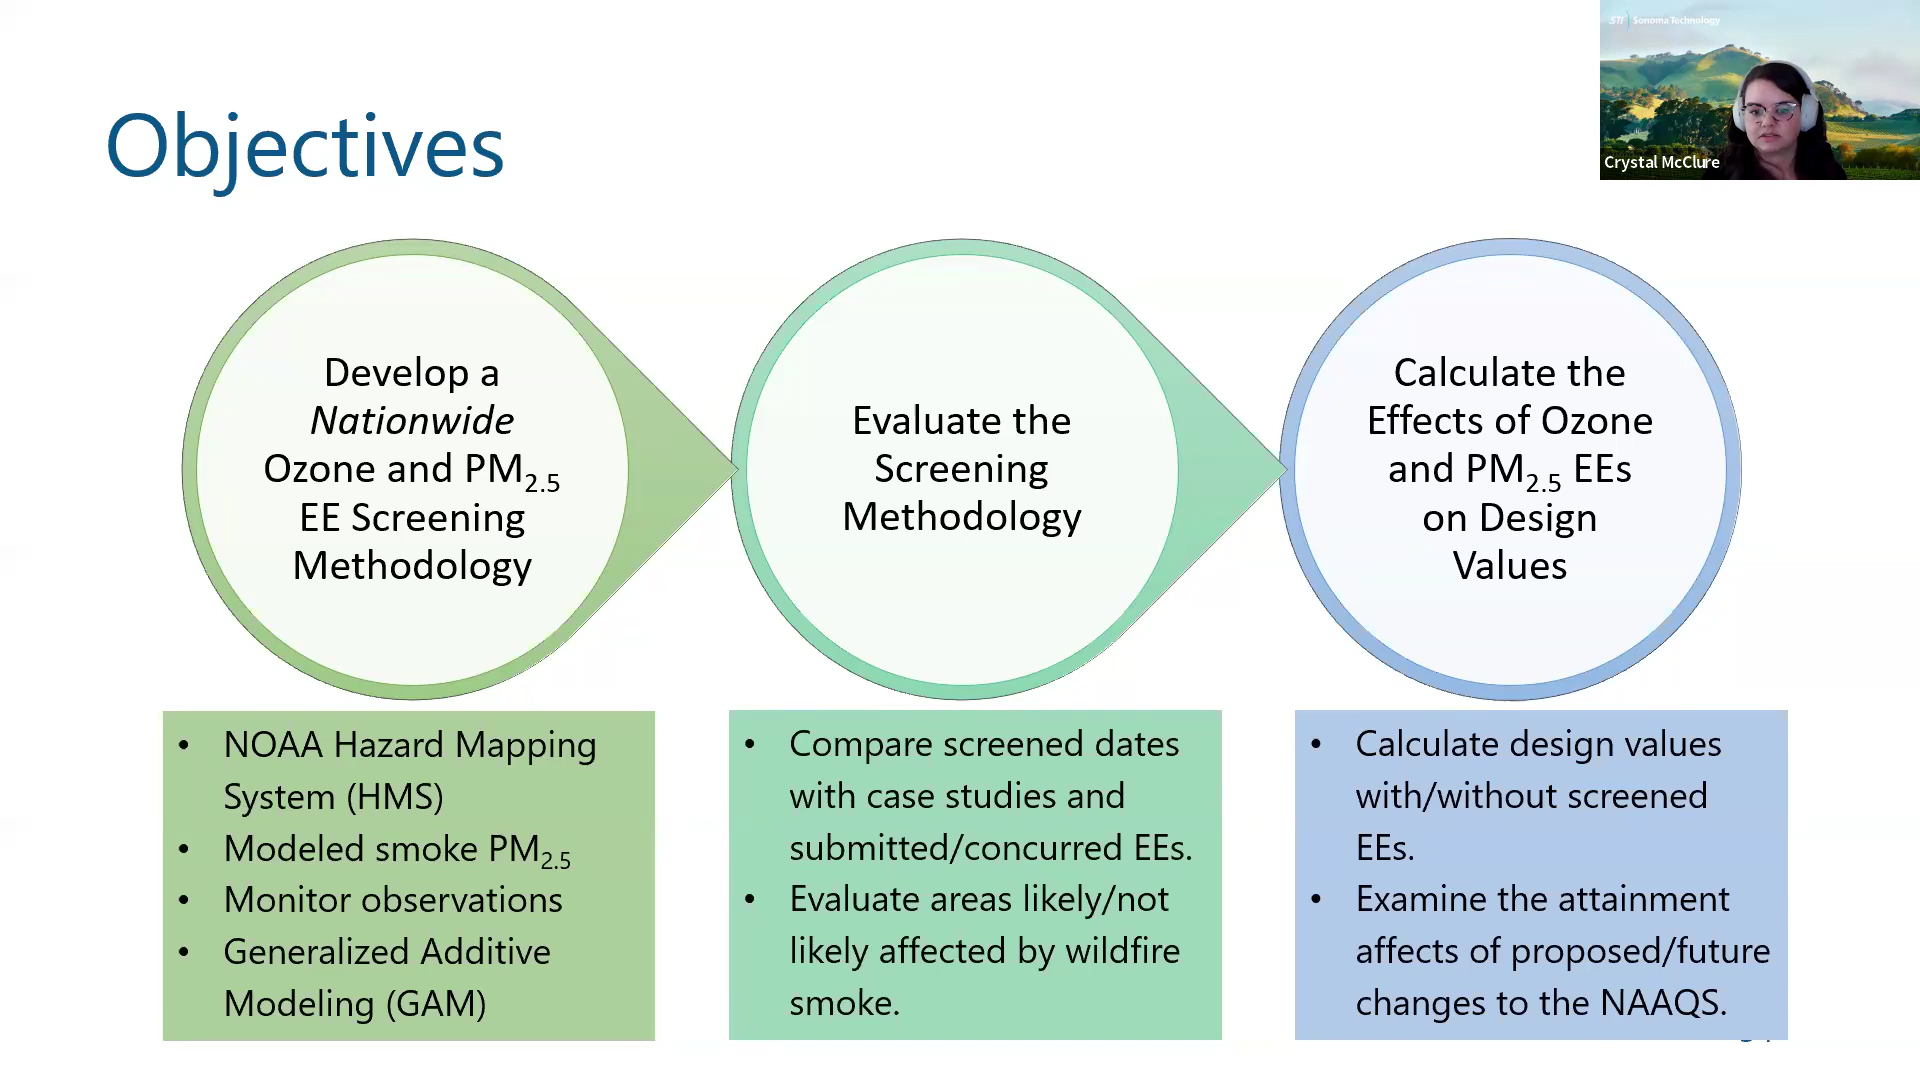 STI | Sonoma Technology
Crystal McClure
Objectives
Develop a
Nationwide
Ozone and PM2.5
EE Screening
Methodology
Evaluate the
Screening
Methodology
Calculate the
Effects of Ozone
and PM2.5 EEs
on Design
Values
• NOAA Hazard Mapping
System (HMS)
• Modeled smoke PM2.5
• Monitor observations
• Generalized Additive
Modeling (GAM)
• Compare screened dates
with case studies and
submitted/concurred EEs.
• Evaluate areas likely/not
likely affected by wildfire
smoke.
• Calculate design values
with/without screened
EEs.
• Examine the attainment
affects of proposed/future
changes to the NAAQS.